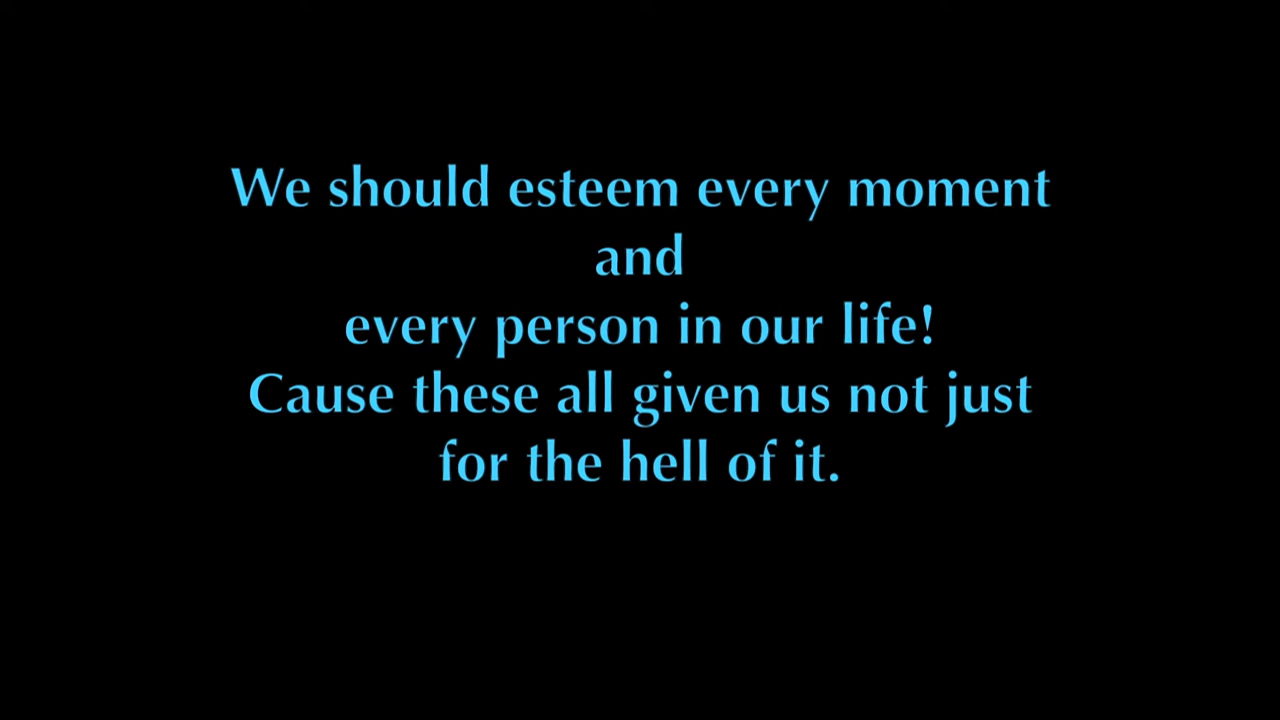 We should esteem every moment
and
every person in our life!
Cause these all given us not just
for the hell of it.